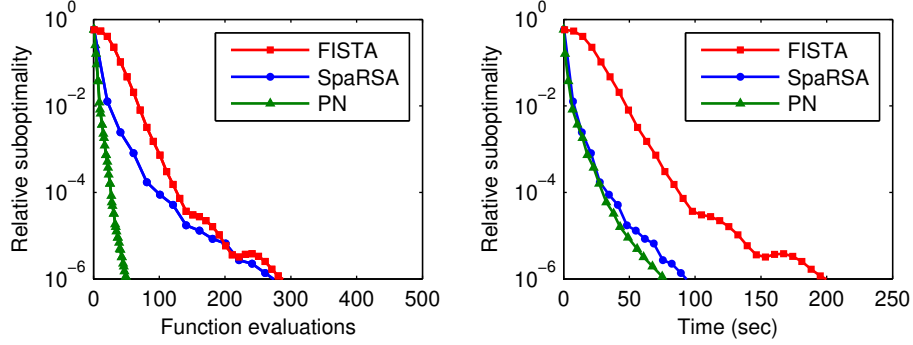 10^0
10^−2
10^−4
10^−6
Relative suboptimality
0 100 200 300 400 500
Function evaluations
FISTA
SpaRSA
PN
10^0
10^−2
10^−4
10^−6
Relative suboptimality
0 50 100 150 200 250
Time (sec)
FISTA
SpaRSA
PN